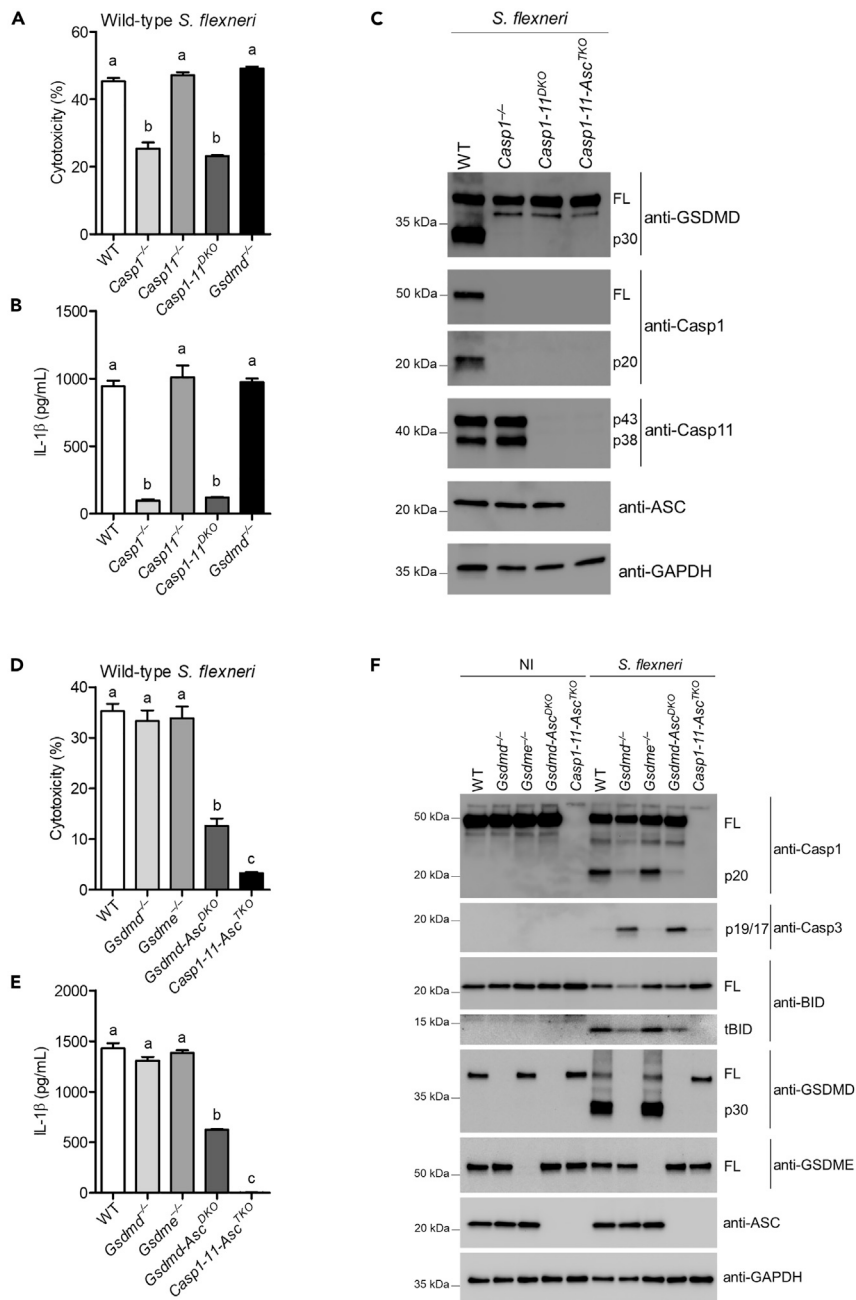 A
Wild-type S. flexneri
Cytotoxicity (%)
60
40
20
0
a
b
a
b
a
WT
Casp1–/–
Casp11–/–
Casp1-11DKO
Gsdmd–/–
B
IL-1β (pg/mL)
1500
1000
500
0
a
b
a
b
a
WT
Casp1–/–
Casp11–/–
Casp1-11DKO
Gsdmd–/–
C
S. flexneri
WT
Casp1–/–
Casp1-11DKO
Casp1-11-AscTKO
35 kDa
FL
p30
anti-GSDMD
50 kDa
FL
20 kDa
p20
anti-Casp1
40 kDa
p43
p38
anti-Casp11
20 kDa
anti-ASC
35 kDa
anti-GAPDH
D
Wild-type S. flexneri
Cytotoxicity (%)
40
30
20
10
0
a
a
a
b
c
WT
Gsdmd–/–
Gsdme–/–
Gsdmd-AscDKO
Casp1-11-AscTKO
E
IL-1β (pg/mL)
2000
1500
1000
500
0
a
a
a
b
c
WT
Gsdmd–/–
Gsdme–/–
Gsdmd-AscDKO
Casp1-11-AscTKO
F
NI
S. flexneri
WT
Gsdmd–/–
Gsdme–/–
Gsdmd-AscDKO
Casp1-11-AscTKO
WT
Gsdmd–/–
Gsdme–/–
Gsdmd-AscDKO
Casp1-11-AscTKO
50 kDa
FL
20 kDa
p20
anti-Casp1
20 kDa
p19/17
anti-Casp3
20 kDa
FL
15 kDa
tBID
anti-BID
35 kDa
FL
p30
anti-GSDMD
50 kDa
FL
anti-GSDME
20 kDa
anti-ASC
35 kDa
anti-GAPDH